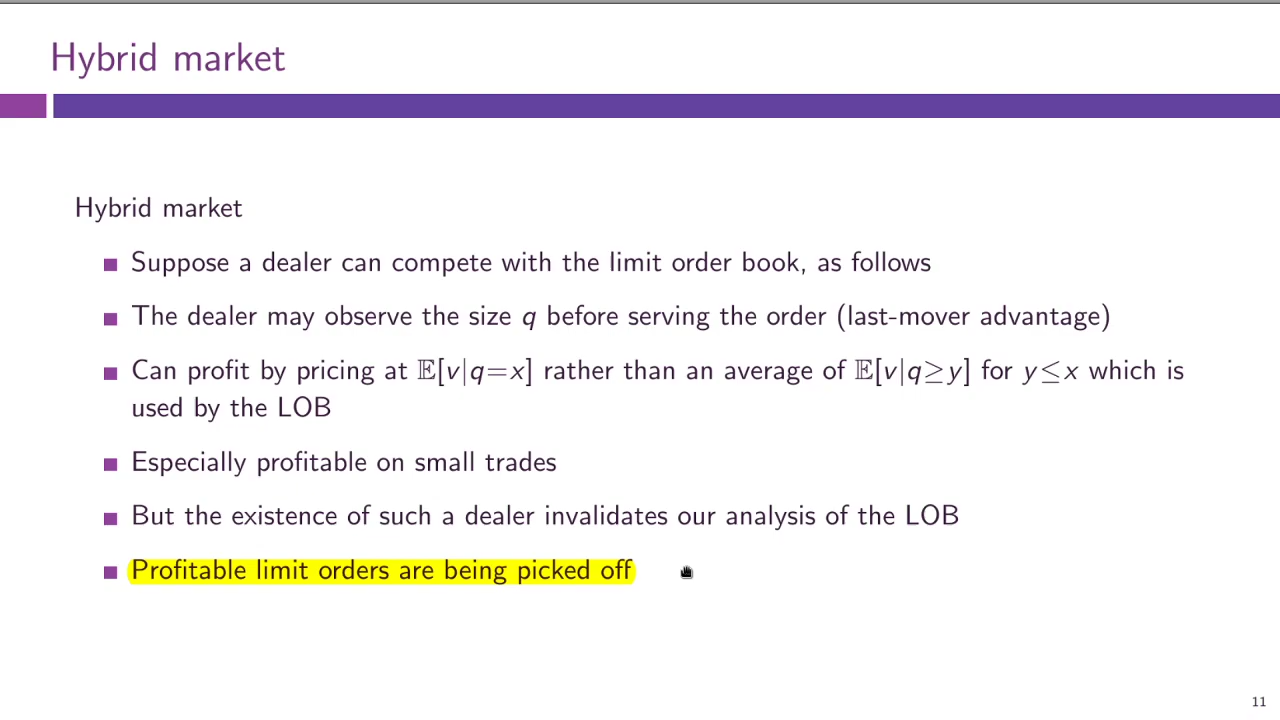 Hybrid market
Hybrid market
Suppose a dealer can compete with the limit order book, as follows
The dealer may observe the size q before serving the order (last-mover advantage)
Can profit by pricing at 𝔼[v|q=x] rather than an average of 𝔼[v|q≥y] for y≤x which is
used by the LOB
Especially profitable on small trades
But the existence of such a dealer invalidates our analysis of the LOB
Profitable limit orders are being picked off
11